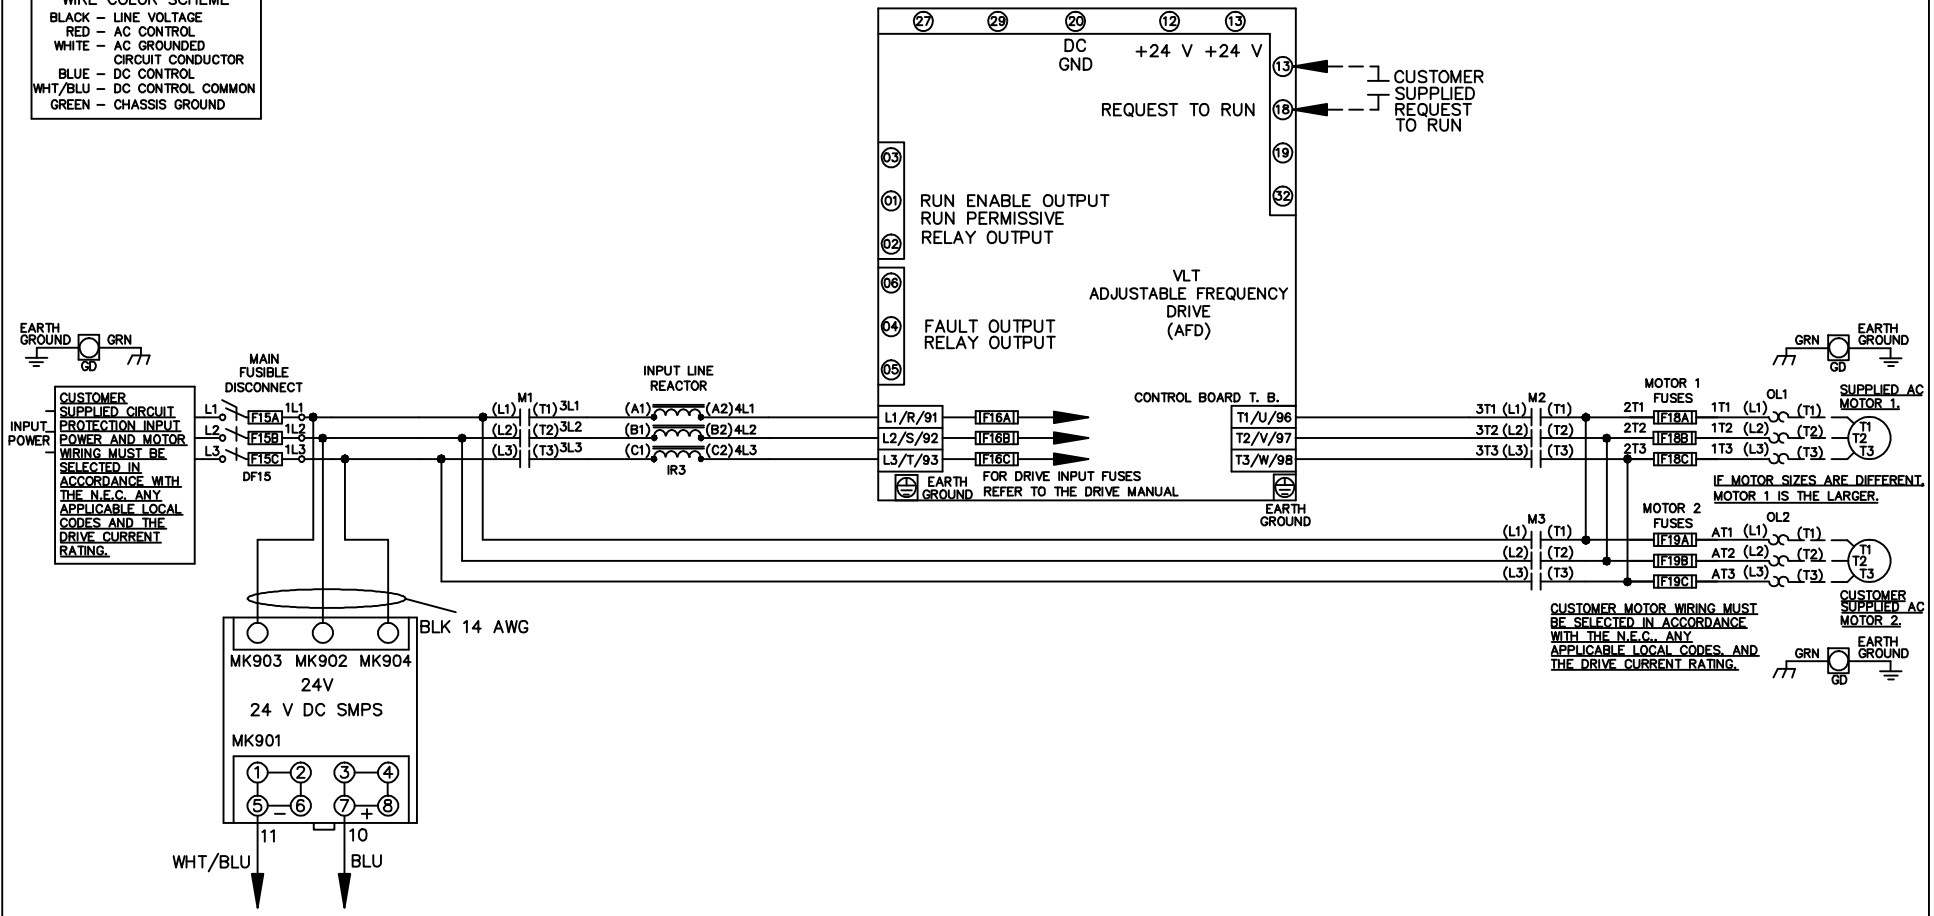 WIRE COLOR SCHEME
BLACK – LINE VOLTAGE
RED – AC CONTROL
WHITE – AC GROUNDED
CIRCUIT CONDUCTOR
BLUE – DC CONTROL
WHT/BLU – DC CONTROL COMMON
GREEN – CHASSIS GROUND
27 29 20 12 13
DC
GND
+24 V +24 V
13
REQUEST TO RUN 18
19
32
CUSTOMER
SUPPLIED
REQUEST
TO RUN
03
01
02
RUN ENABLE OUTPUT
RUN PERMISSIVE
RELAY OUTPUT
06
04
05
FAULT OUTPUT
RELAY OUTPUT
VLT
ADJUSTABLE FREQUENCY
DRIVE
(AFD)
CONTROL BOARD T. B.
EARTH
GROUND
GRN
GD
INPUT
POWER
CUSTOMER
SUPPLIED CIRCUIT
PROTECTION INPUT
POWER AND MOTOR
WIRING MUST BE
SELECTED IN
ACCORDANCE WITH
THE N.E.C. ANY
APPLICABLE LOCAL
CODES AND THE
DRIVE CURRENT
RATING.
MAIN
FUSIBLE
DISCONNECT
L1 F15A 1L1
L2 F15B 1L2
L3 F15C 1L3
DF15
M1
(L1) (T1) 3L1
(L2) (T2) 3L2
(L3) (T3) 3L3
INPUT LINE
REACTOR
(A1) (A2) 4L1
(B1) (B2) 4L2
(C1) (C2) 4L3
IR3
L1/R/91 F16A
L2/S/92 F16B
L3/T/93 F16C
EARTH
GROUND
FOR DRIVE INPUT FUSES
REFER TO THE DRIVE MANUAL
T1/U/96
T2/V/97
T3/W/98
EARTH
GROUND
M2
3T1 (L1) (T1)
3T2 (L2) (T2)
3T3 (L3) (T3)
MOTOR 1
FUSES
2T1 F18A 1T1 (L1) (T1)
2T2 F18B 1T2 (L2) (T2)
2T3 F18C 1T3 (L3) (T3)
OL1
GRN
GD
EARTH
GROUND
SUPPLIED AC
MOTOR 1.
T1
T2
T3
IF MOTOR SIZES ARE DIFFERENT,
MOTOR 1 IS THE LARGER.
M3
(L1) (T1)
(L2) (T2)
(L3) (T3)
MOTOR 2
FUSES
F19A AT1 (L1) (T1)
F19B AT2 (L2) (T2)
F19C AT3 (L3) (T3)
OL2
T1
T2
T3
CUSTOMER
SUPPLIED AC
MOTOR 2.
CUSTOMER MOTOR WIRING MUST
BE SELECTED IN ACCORDANCE
WITH THE N.E.C., ANY
APPLICABLE LOCAL CODES, AND
THE DRIVE CURRENT RATING.
GRN
GD
EARTH
GROUND
BLK 14 AWG
MK903 MK902 MK904
24V
24 V DC SMPS
MK901
1 2 3 4
5 – 6 7 + 8
11 10
WHT/BLU BLU